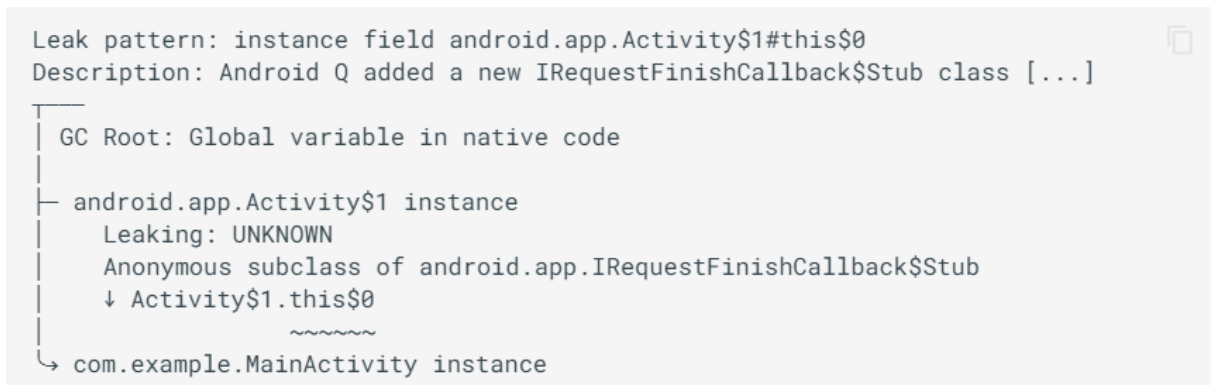 Leak pattern: instance field android.app.Activity$1#this$0
Description: Android Q added a new IRequestFinishCallback$Stub class [...]
┬───
│ GC Root: Global variable in native code
│
├─ android.app.Activity$1 instance
│    Leaking: UNKNOWN
│    Anonymous subclass of android.app.IRequestFinishCallback$Stub
│    ↓ Activity$1.this$0
│                 ~~~~~~
╰→ com.example.MainActivity instance